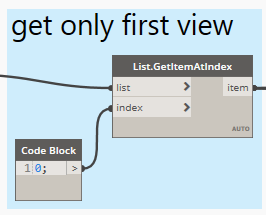 get only first view
List.GetItemAtIndex
list > item
index >
AUTO
Code Block
1 0; >